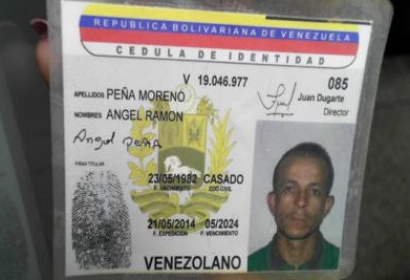 REPUBLICA BOLIVARIANA DE VENEZUELA
CEDULA DE IDENTIDAD
V 19.046.977 085
APELLIDOS PEÑA MORENO
Juan Dugarte
Director
NOMBRES ANGEL RAMON
Angel PEÑA
FIRMA TITULAR
23/05/1982 CASADO
F. NACIMIENTO EDO.CIVIL
21/05/2014 05/2024
F. EXPEDICION F. VENCIMIENTO
VENEZOLANO